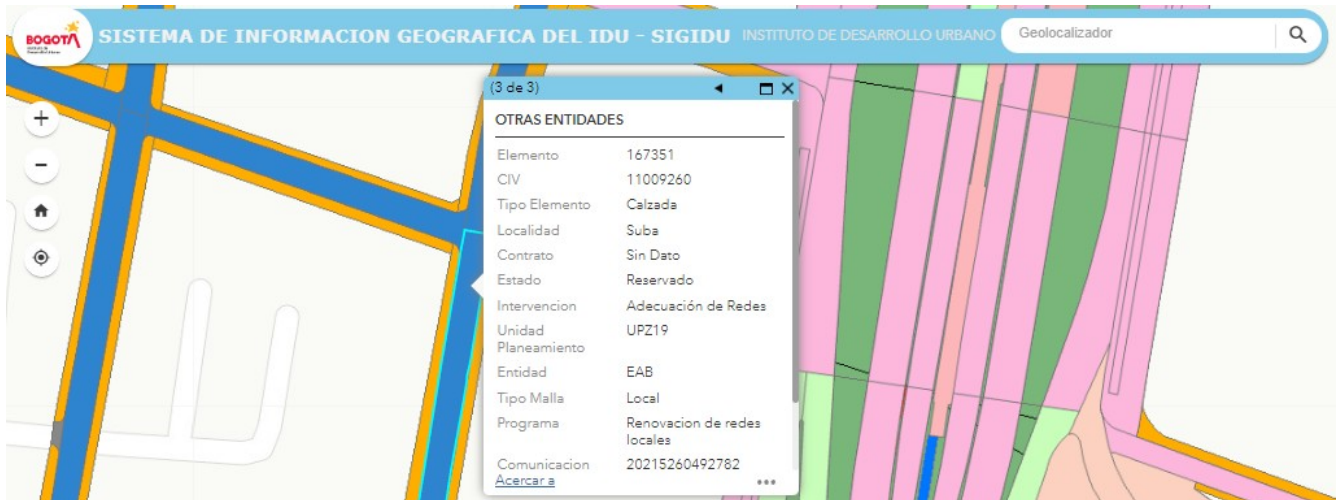 BOGOTÁ
SISTEMA DE INFORMACION GEOGRAFICA DEL IDU - SIGIDU INSTITUTO DE DESARROLLO URBANO
Geolocalizador
(3 de 3)
OTRAS ENTIDADES
Elemento 167351
CIV 11009260
Tipo Elemento Calzada
Localidad Suba
Contrato Sin Dato
Estado Reservado
Intervencion Adecuación de Redes
Unidad Planeamiento UPZ19
Entidad EAB
Tipo Malla Local
Programa Renovacion de redes locales
Comunicacion 20215260492782
Acercar a